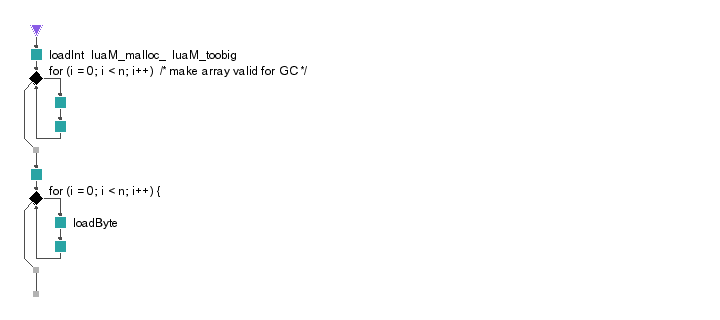 loadInt luaM_malloc_ luaM_toobig
for (i = 0; i < n; i++) /* make array valid for GC */
for (i = 0; i < n; i++) {
loadByte